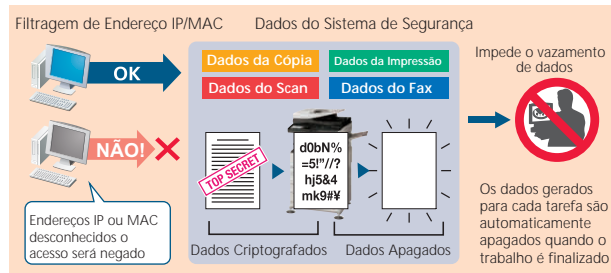 Filtragem de Endereço IP/MAC
Dados do Sistema de Segurança
OK
NÃO!
Endereços IP ou MAC
desconhecidos o
acesso será negado
Dados da Cópia
Dados da Impressão
Dados do Scan
Dados do Fax
TOP SECRET
d0bN%
=5!"//?
hj5&4
mk9#¥
Dados Criptografados
Dados Apagados
Impede o vazamento
de dados
Os dados gerados
para cada tarefa são
automaticamente
apagados quando o
trabalho é finalizado